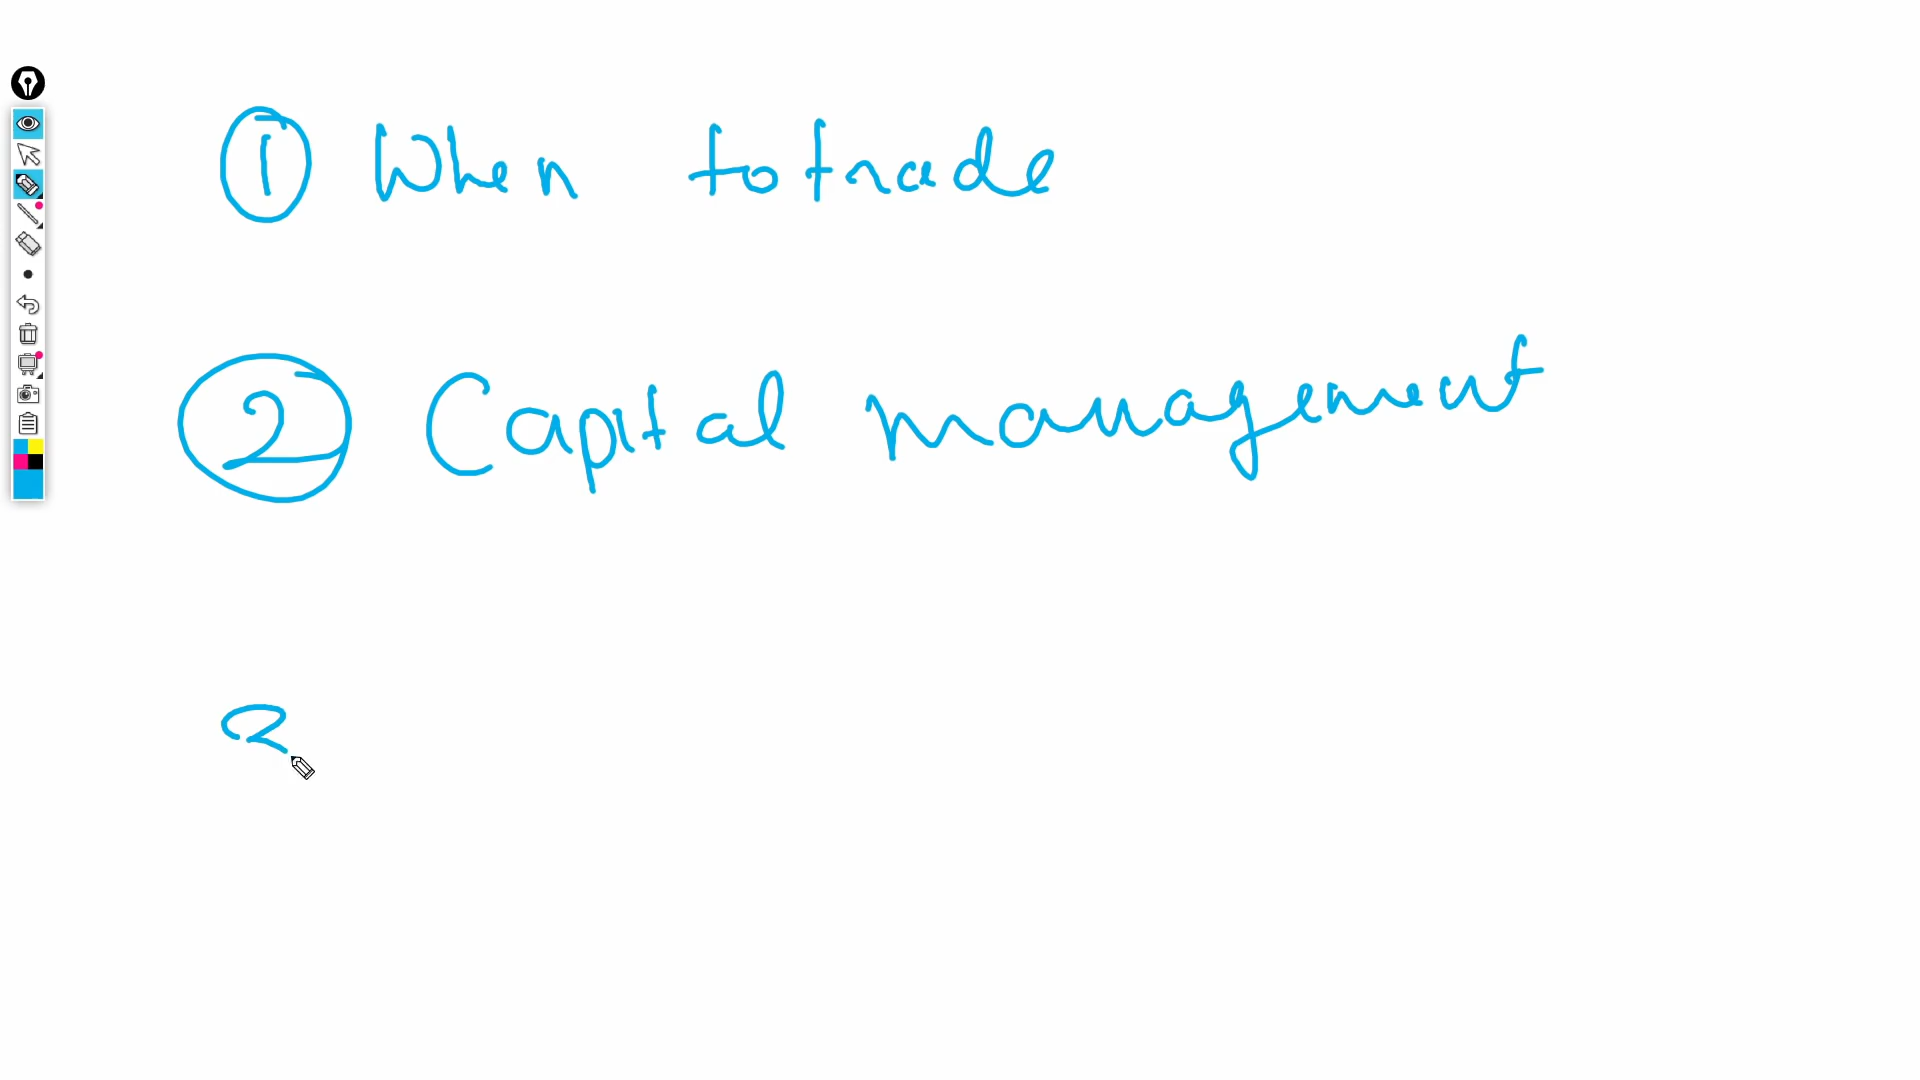 ① When to trade
② Capital management